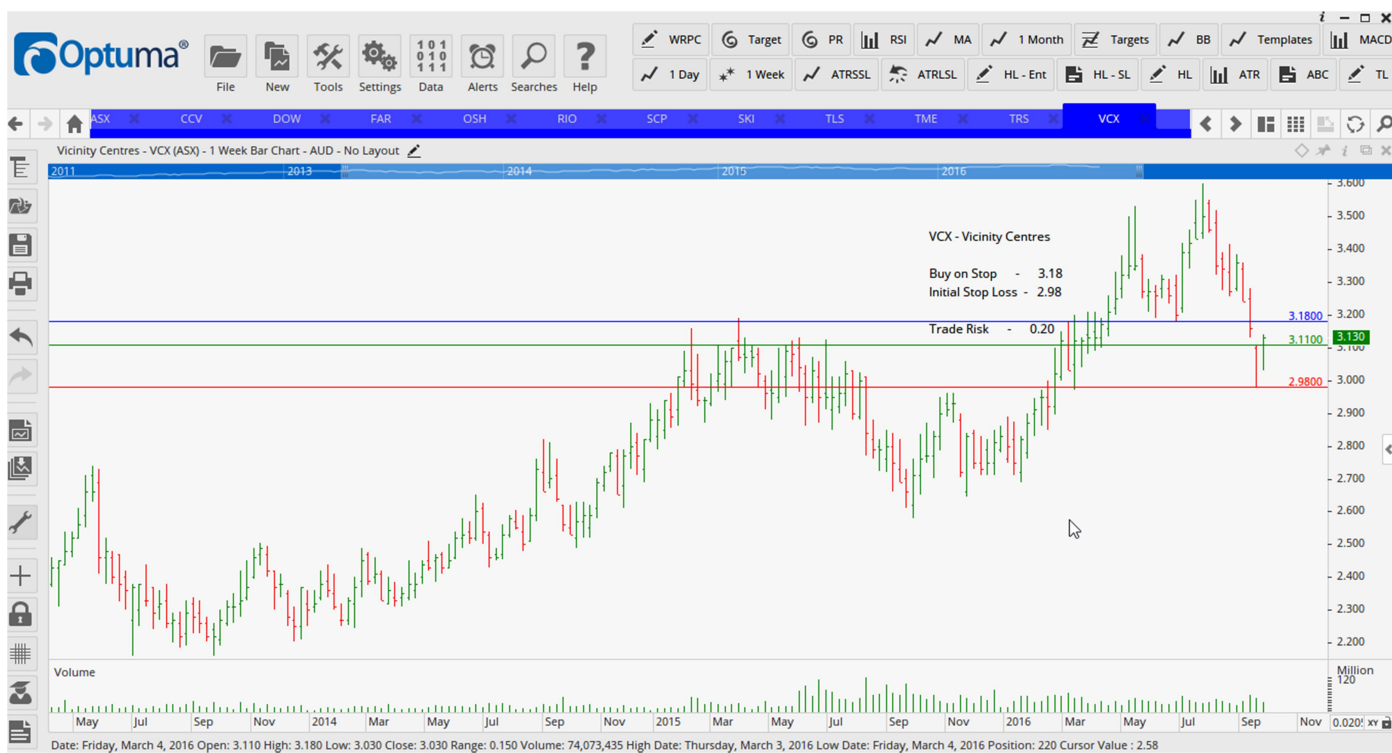 Optuma®
File
New
Tools
Settings
Data
Alerts
Searches
Help
WRPC
Target
PR
RSI
MA
1 Month
Targets
BB
Templates
MACD
1 Day
1 Week
ATRSSL
ATRLSL
HL - Ent
HL - SL
HL
ATR
ABC
TL
ASX
CCV
DOW
FAR
OSH
RIO
SCP
SKI
TLS
TME
TRS
VCX
Vicinity Centres - VCX (ASX) - 1 Week Bar Chart - AUD - No Layout
2011
2013
2014
2015
2016
VCX - Vicinity Centres
Buy on Stop - 3.18
Initial Stop Loss - 2.98
Trade Risk - 0.20
3.1800
3.1100
2.9800
3.600
3.500
3.400
3.300
3.200
3.130
3.100
3.000
2.900
2.800
2.700
2.600
2.500
2.400
2.300
2.200
Volume
Million
120
May Jul Sep Nov 2014 Mar May Jul Sep Nov 2015 Mar May Jul Sep Nov 2016 Mar May Jul Sep Nov
XY
Date: Friday, March 4, 2016 Open: 3.110 High: 3.180 Low: 3.030 Close: 3.030 Range: 0.150 Volume: 74,073,435 High Date: Thursday, March 3, 2016 Low Date: Friday, March 4, 2016 Position: 220 Cursor Value : 2.58